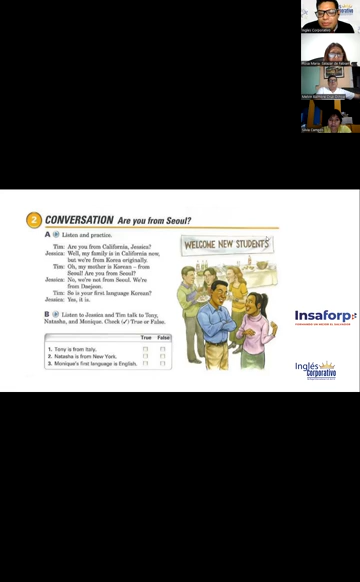 Inglés Corporativo
2 CONVERSATION Are you from Seoul?
A Listen and practice.
Tim: Are you from California, Jessica?
Jessica: Well, my family is in California now,
but we're from Korea originally.
Tim: Oh, my mother is Korean – from
Seoul! Are you from Seoul?
Jessica: No, we're not from Seoul. We're
from Daejeon.
Tim: So is your first language Korean?
Jessica: Yes, it is.
WELCOME NEW STUDENTS
B Listen to Jessica and Tim talk to Tony,
Natasha, and Monique. Check (✓) True or False.
True False
1. Tony is from Italy.
2. Natasha is from New York.
3. Monique's first language is English.
Insaforp
Inglés
Corporativo